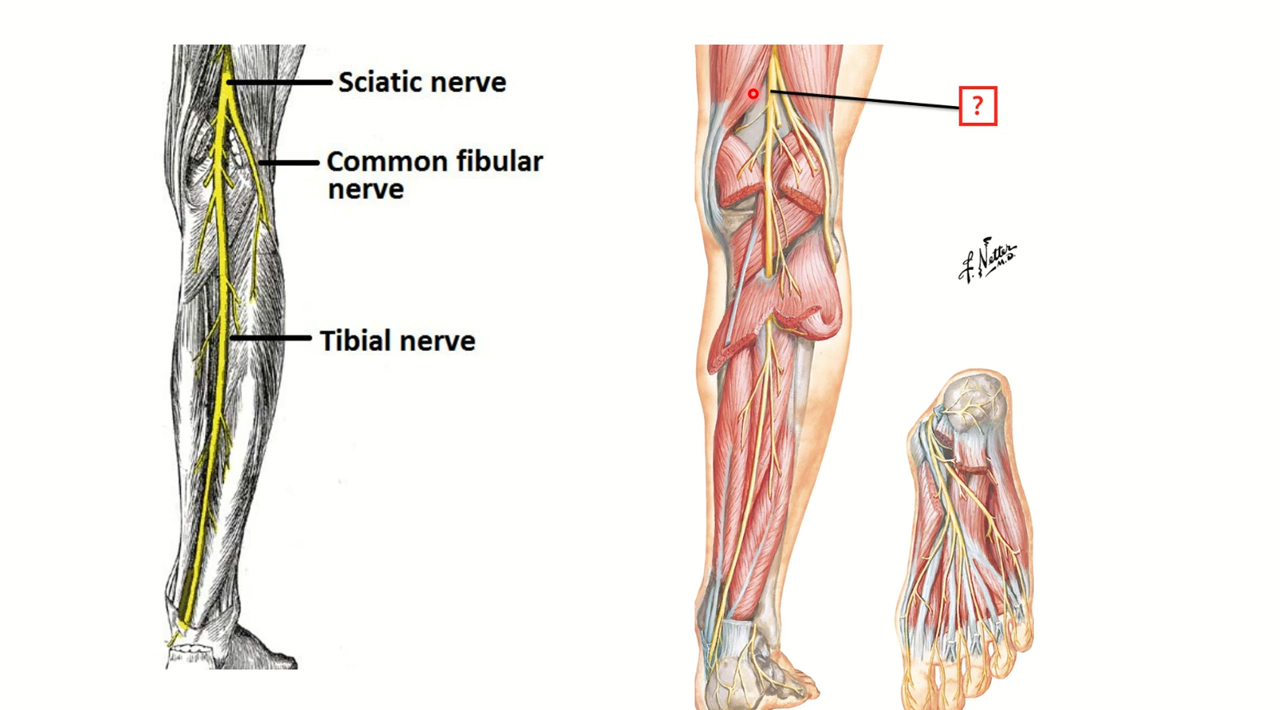 Sciatic nerve
?
Common fibular
nerve
F. Netter
M.D.
Tibial nerve